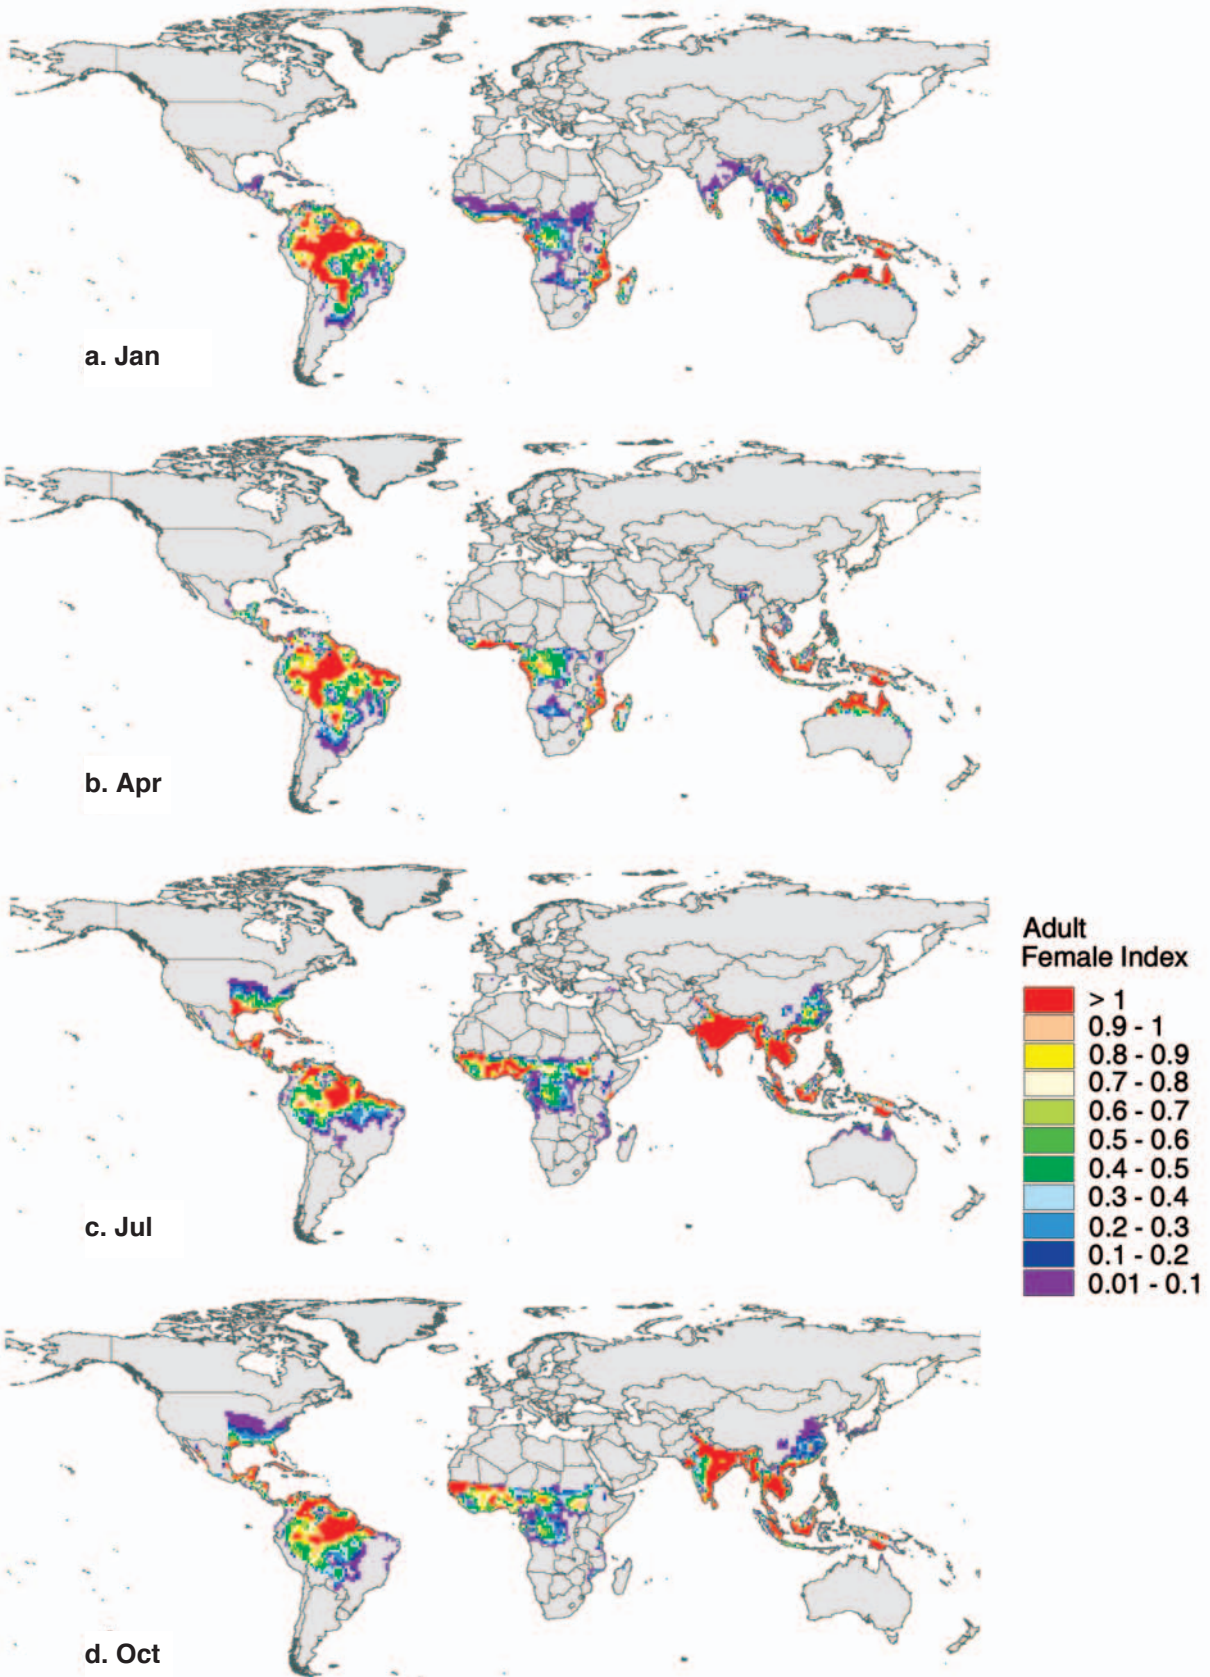 a. Jan
b. Apr
c. Jul
Adult
Female Index
> 1
0.9 - 1
0.8 - 0.9
0.7 - 0.8
0.6 - 0.7
0.5 - 0.6
0.4 - 0.5
0.3 - 0.4
0.2 - 0.3
0.1 - 0.2
0.01 - 0.1
d. Oct